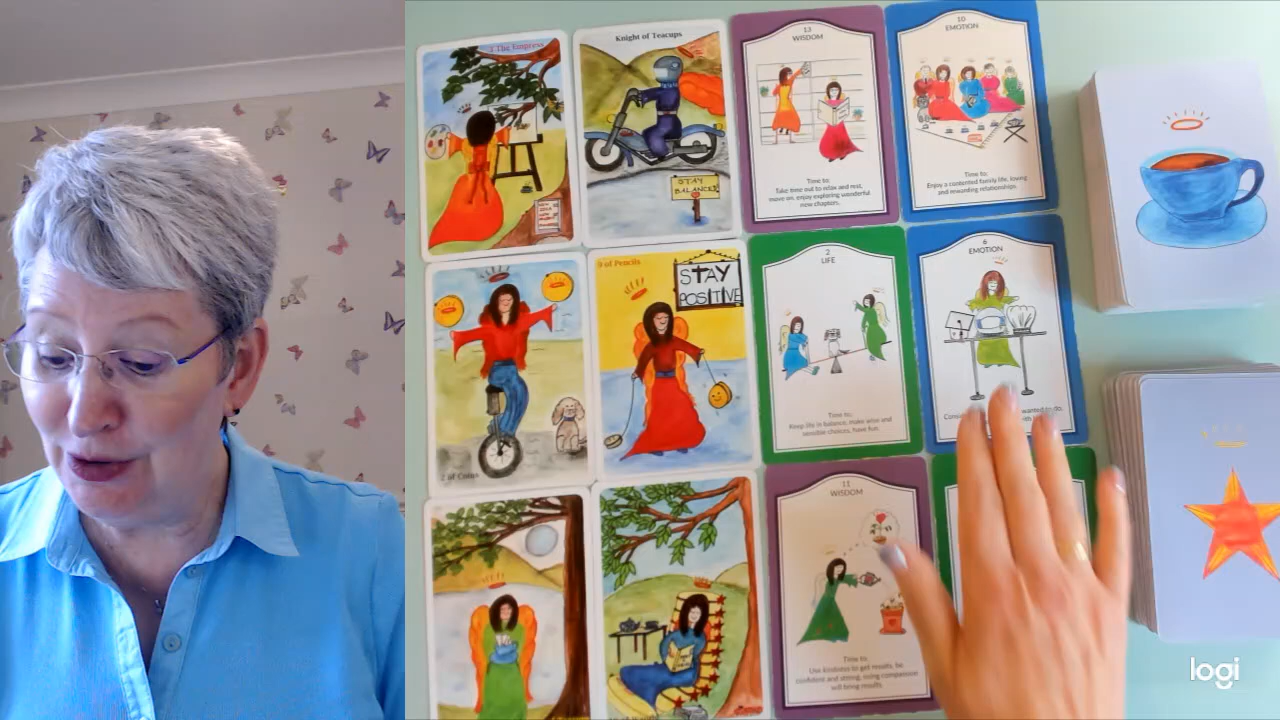 3 The Empress
Knight of Teacups
STAY
BALANCED
13
WISDOM
Time to:
Take time out to relax and rest,
move on, enjoy exploring wonderful
new chapters.
10
EMOTION
Time to:
Enjoy a contented family life, loving
and rewarding relationships.
2 of Coins
9 of Pencils
STAY
POSITIVE
2
LIFE
Time to:
Keep life in balance, make wise and
sensible choices, have fun.
6
EMOTION
wanted to do,
11
WISDOM
Time to:
Use kindness to get results, be
confident and strong, using compassion
will bring results.
logi